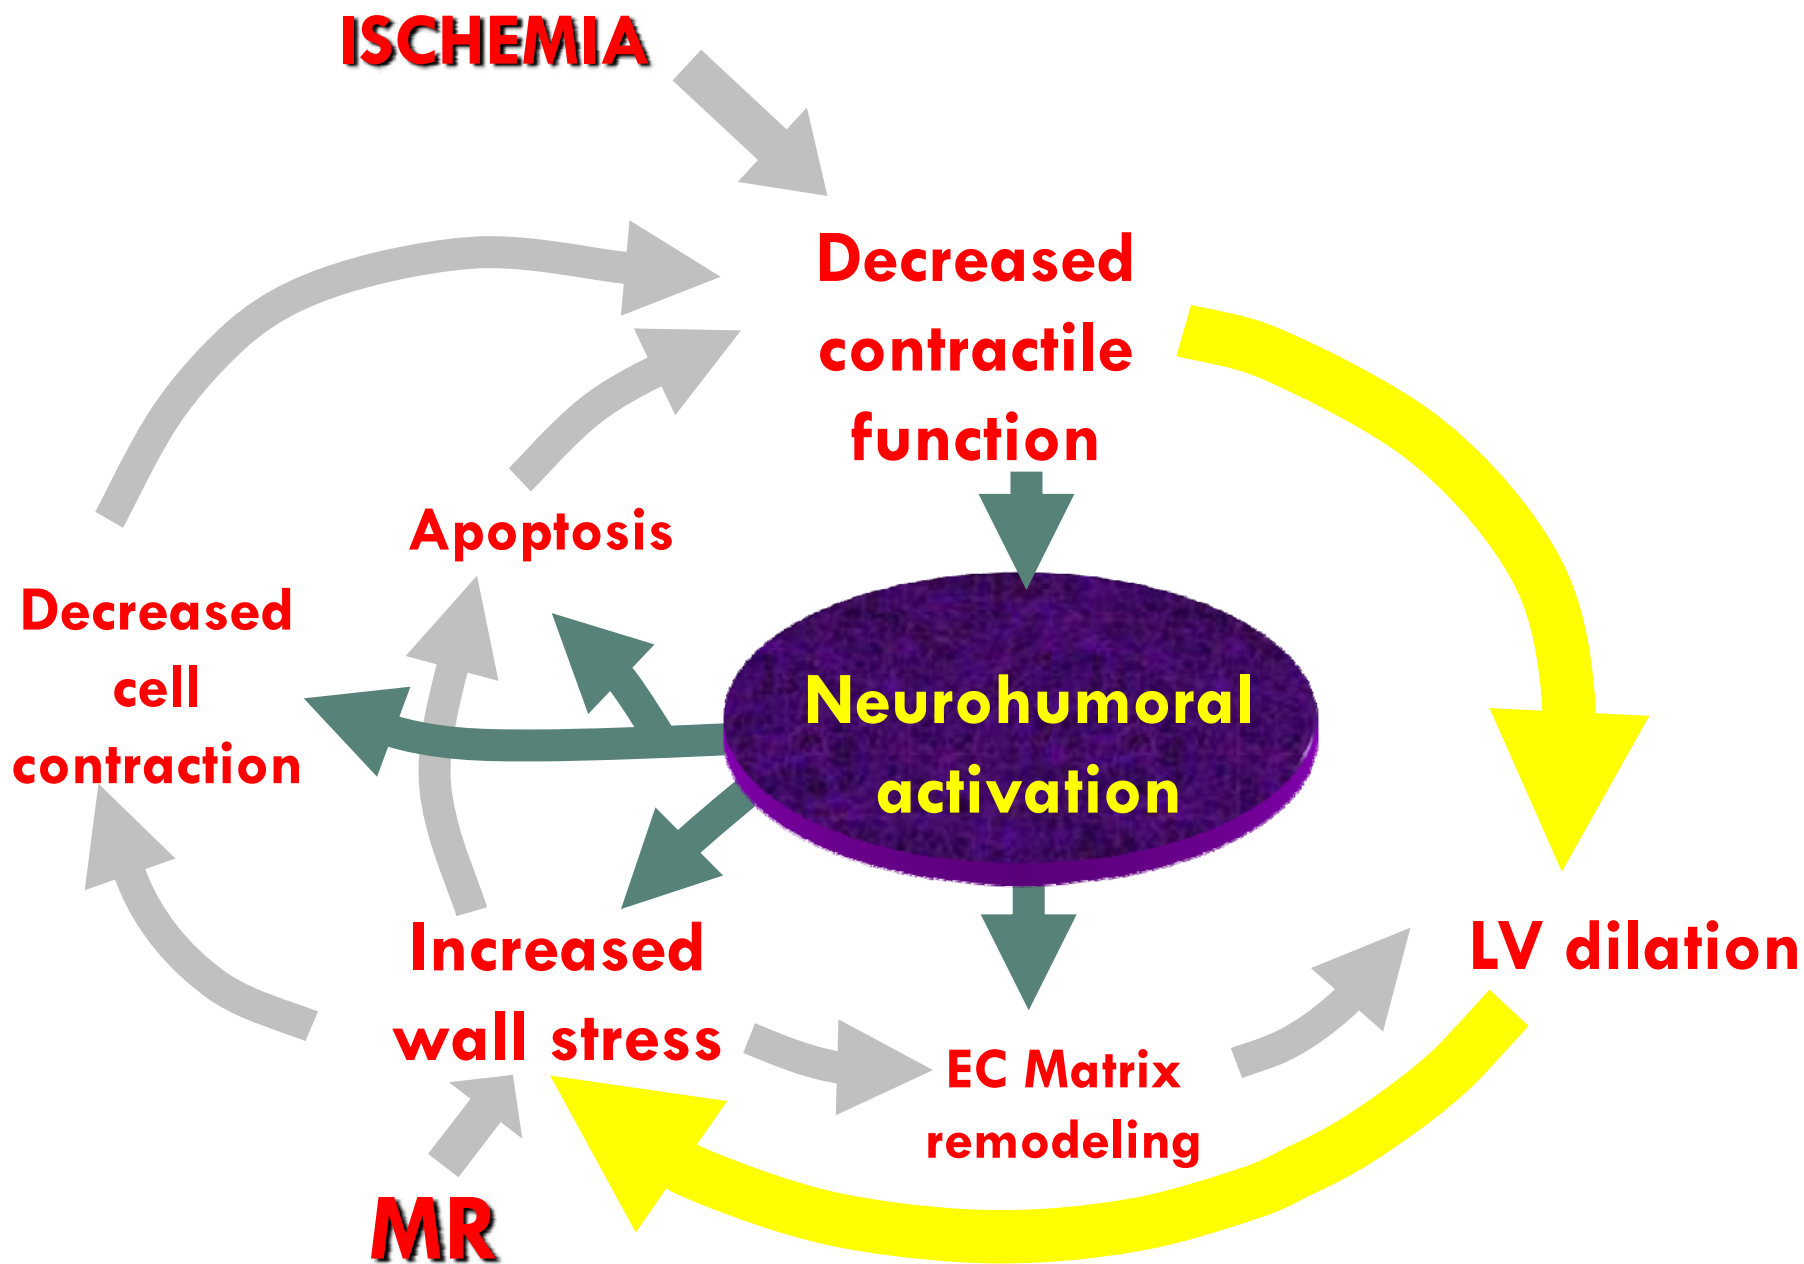 ISCHEMIA
Decreased
contractile
function
Apoptosis
Decreased
cell
contraction
Neurohumoral
activation
Increased
wall stress
LV dilation
EC Matrix
remodeling
MR